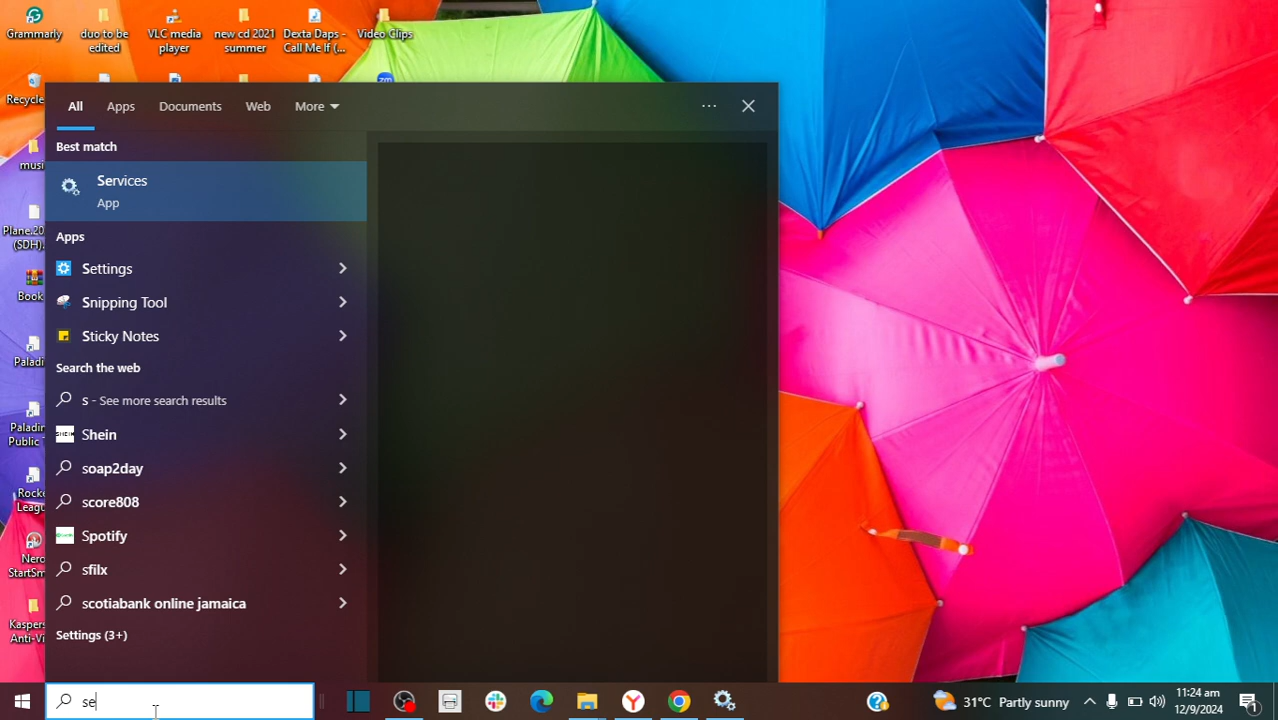 Grammarly
duo to be edited
VLC media player
new cd 2021 summer
Dexta Daps - Call Me If (...
Video Clips
Recycle
zm
All
Apps
Documents
Web
More
Best match
Services
App
Apps
Settings
Snipping Tool
Sticky Notes
Search the web
s - See more search results
Shein
soap2day
score808
Spotify
sfilx
scotiabank online jamaica
Settings (3+)
musi
Plane.20
(SDH).
Book
Paladi
Paladin
Public T
Rocke
Leagu
Nero
StartSm
Kaspers
Anti-Vi
se
31°C Partly sunny
11:24 am
12/9/2024
1